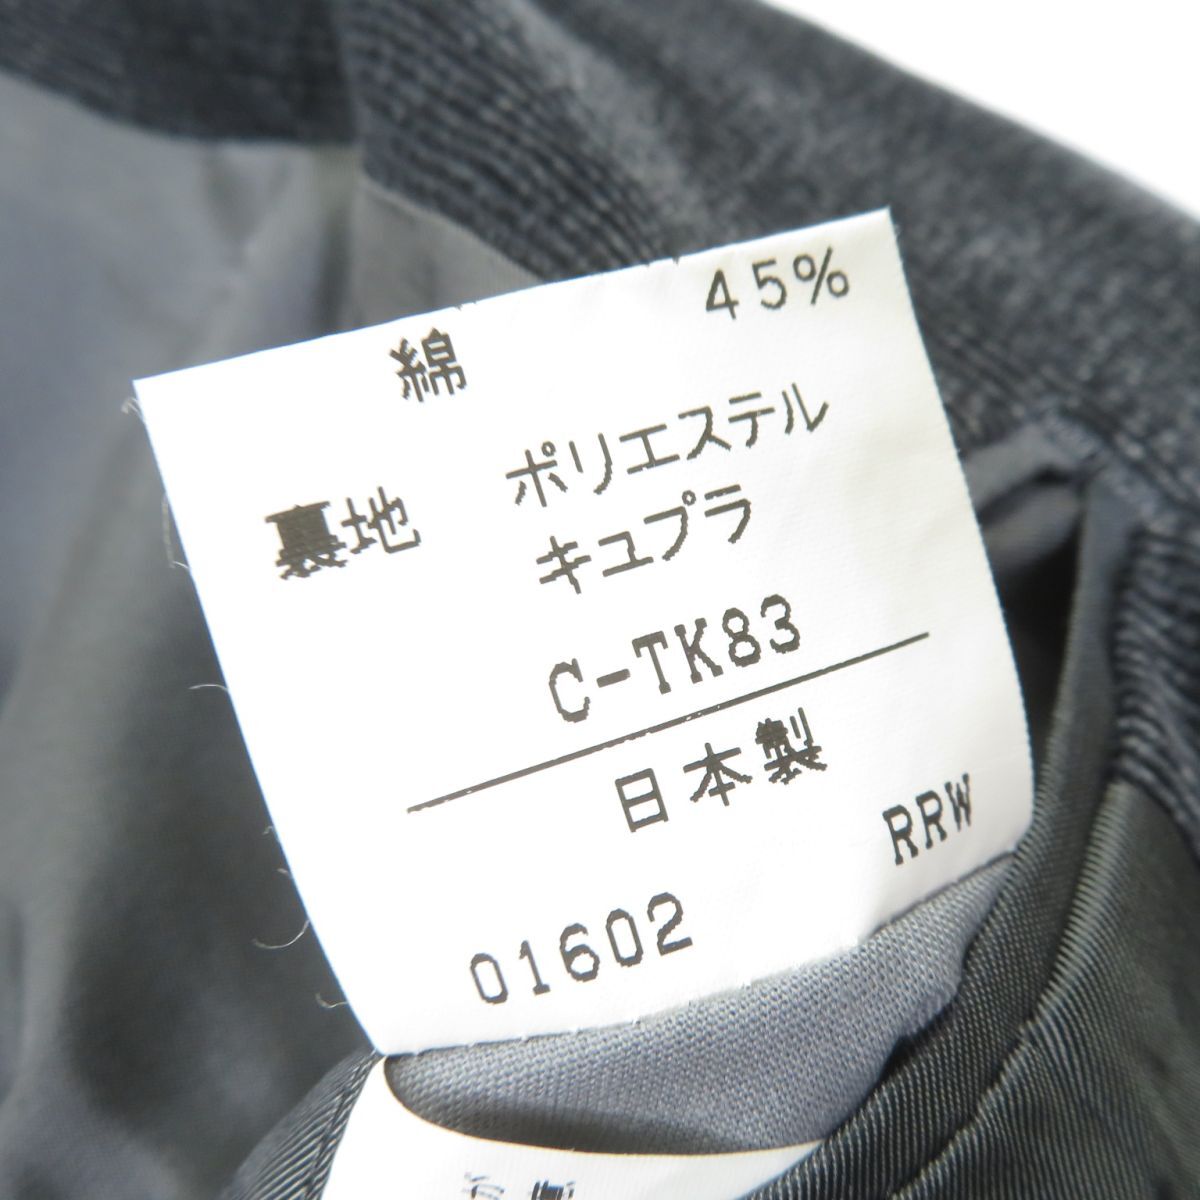 綿 45%
裏地 ポリエステル
キュプラ
C-TK83
日本製
RRW
01602
が